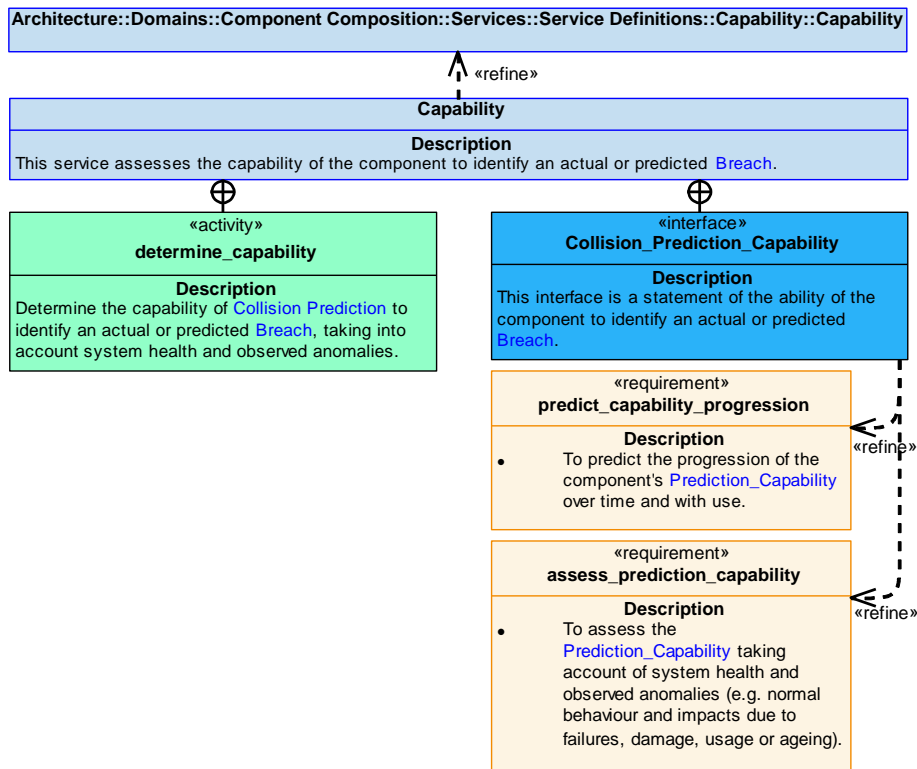 Architecture::Domains::Component Composition::Services::Service Definitions::Capability::Capability
«refine»
Capability
Description
This service assesses the capability of the component to identify an actual or predicted Breach.
«activity»
determine_capability
Description
Determine the capability of Collision Prediction to
identify an actual or predicted Breach, taking into
account system health and observed anomalies.
«interface»
Collision_Prediction_Capability
Description
This interface is a statement of the ability of the
component to identify an actual or predicted
Breach.
«requirement»
predict_capability_progression
Description
• To predict the progression of the
component's Prediction_Capability
over time and with use.
«refine»
«requirement»
assess_prediction_capability
Description
• To assess the
Prediction_Capability taking
account of system health and
observed anomalies (e.g. normal
behaviour and impacts due to
failures, damage, usage or ageing).
«refine»